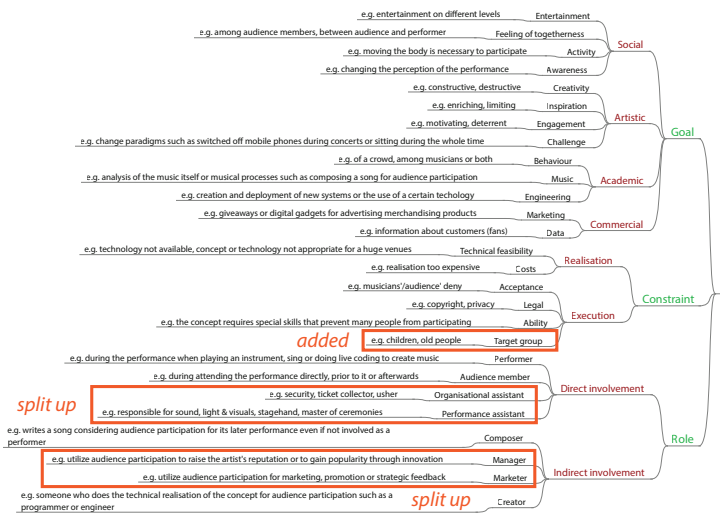 e.g. entertainment on different levels Entertainment
e.g. among audience members, between audience and performer Feeling of togetherness
Social
e.g. moving the body is necessary to participate Activity
e.g. changing the perception of the performance Awareness
e.g. constructive, destructive Creativity
e.g. enriching, limiting Inspiration
Artistic
e.g. motivating, deterrent Engagement
Goal
e.g. change paradigms such as switched off mobile phones during concerts or sitting during the whole time Challenge
e.g. of a crowd, among musicians or both Behaviour
e.g. analysis of the music itself or musical processes such as composing a song for audience participation Music
Academic
e.g. creation and deployment of new systems or the use of a certain techology Engineering
e.g. giveaways or digital gadgets for advertising merchandising products Marketing
Commercial
e.g. information about customers (fans) Data
e.g. technology not available, concept or technology not appropriate for a huge venues Technical feasibility
Realisation
e.g. realisation too expensive Costs
e.g. musicians'/audience' deny Acceptance
Constraint
e.g. copyright, privacy Legal
Execution
e.g. the concept requires special skills that prevent many people from participating Ability
added e.g. children, old people Target group
e.g. during the performance when playing an instrument, sing or doing live coding to create music Performer
e.g. during attending the performance directly, prior to it or afterwards Audience member
Direct involvement
split up e.g. security, ticket collector, usher Organisational assistant
e.g. responsible for sound, light & visuals, stagehand, master of ceremonies Performance assistant
e.g. writes a song considering audience participation for its later performance even if not involved as a
performer Composer
Role
e.g. utilize audience participation to raise the artist's reputation or to gain popularity through innovation Manager
Indirect involvement
e.g. utilize audience participation for marketing, promotion or strategic feedback Marketer
e.g. someone who does the technical realisation of the concept for audience participation such as a
programmer or engineer split up Creator